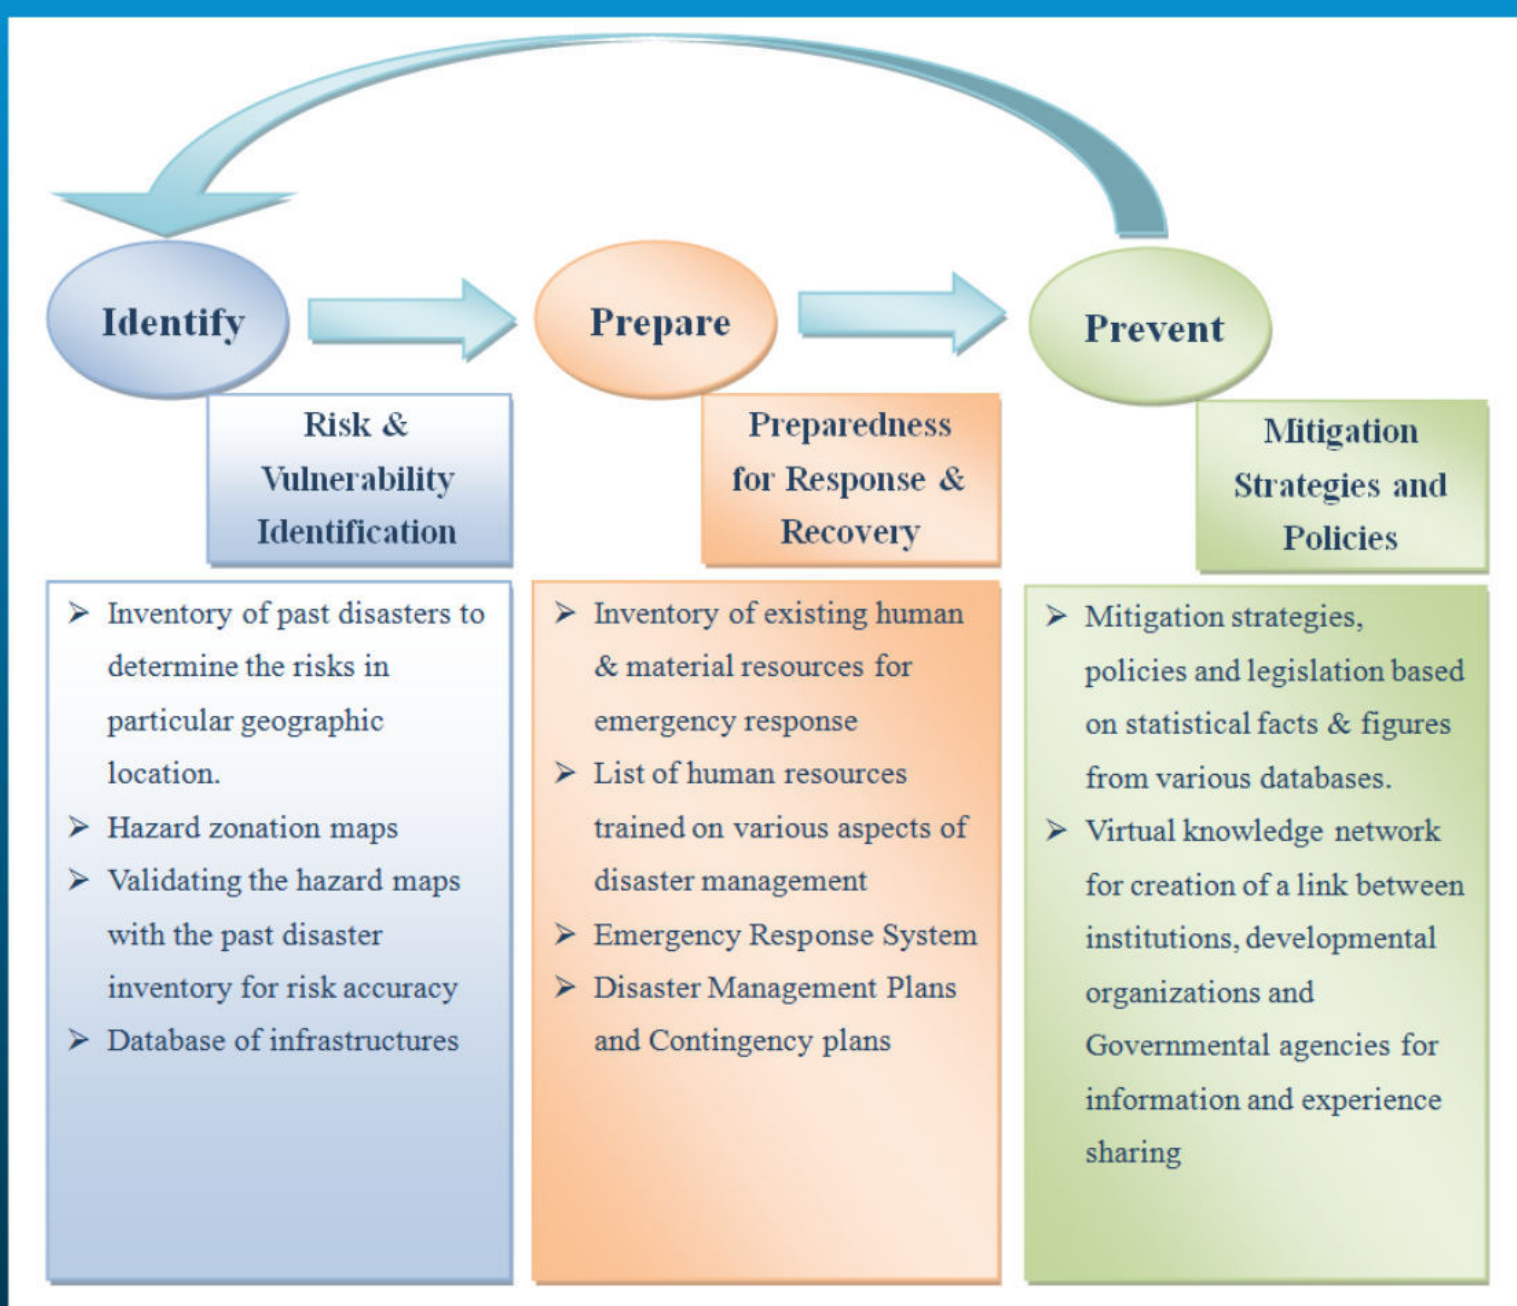 Identify
Prepare
Prevent
Risk &
Vulnerability
Identification
Preparedness
for Response &
Recovery
Mitigation
Strategies and
Policies
➢ Inventory of past disasters to
determine the risks in
particular geographic
location.
➢ Hazard zonation maps
➢ Validating the hazard maps
with the past disaster
inventory for risk accuracy
➢ Database of infrastructures
➢ Inventory of existing human
& material resources for
emergency response
➢ List of human resources
trained on various aspects of
disaster management
➢ Emergency Response System
➢ Disaster Management Plans
and Contingency plans
➢ Mitigation strategies,
policies and legislation based
on statistical facts & figures
from various databases.
➢ Virtual knowledge network
for creation of a link between
institutions, developmental
organizations and
Governmental agencies for
information and experience
sharing